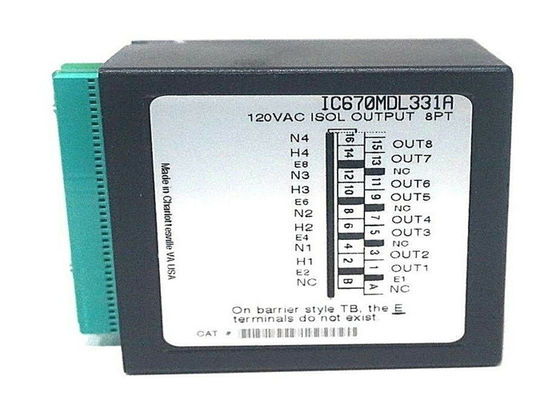 IC670MDL331A
120VAC ISOL OUTPUT 8PT
N4 16 15 OUT8
H4 14 13 OUT7
E8 NC
N3 12 11 OUT6
H3 10 9 OUT5
E6 NC
N2 8 7 OUT4
H2 6 5 OUT3
E4 NC
N1 4 3 OUT2
H1 2 1 OUT1
E2 E1
NC B A NC
On barrier style TB, the E
terminals do not exist.
CAT #
Made in Charlottesville VA USA